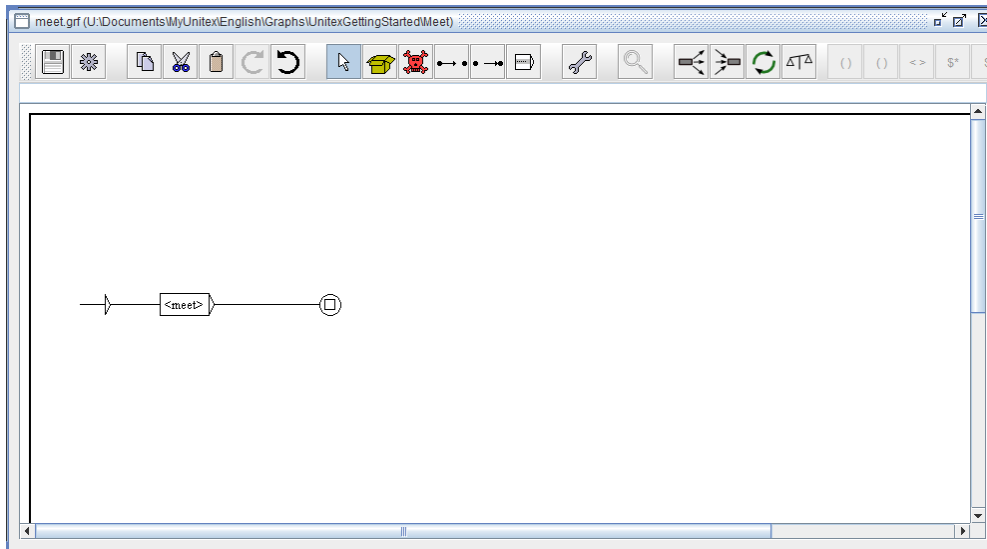 meet.grf (U:\Documents\MyUnitex\English\Graphs\UnitexGettingStarted\Meet)
( ) ( ) < > $*
<meet>